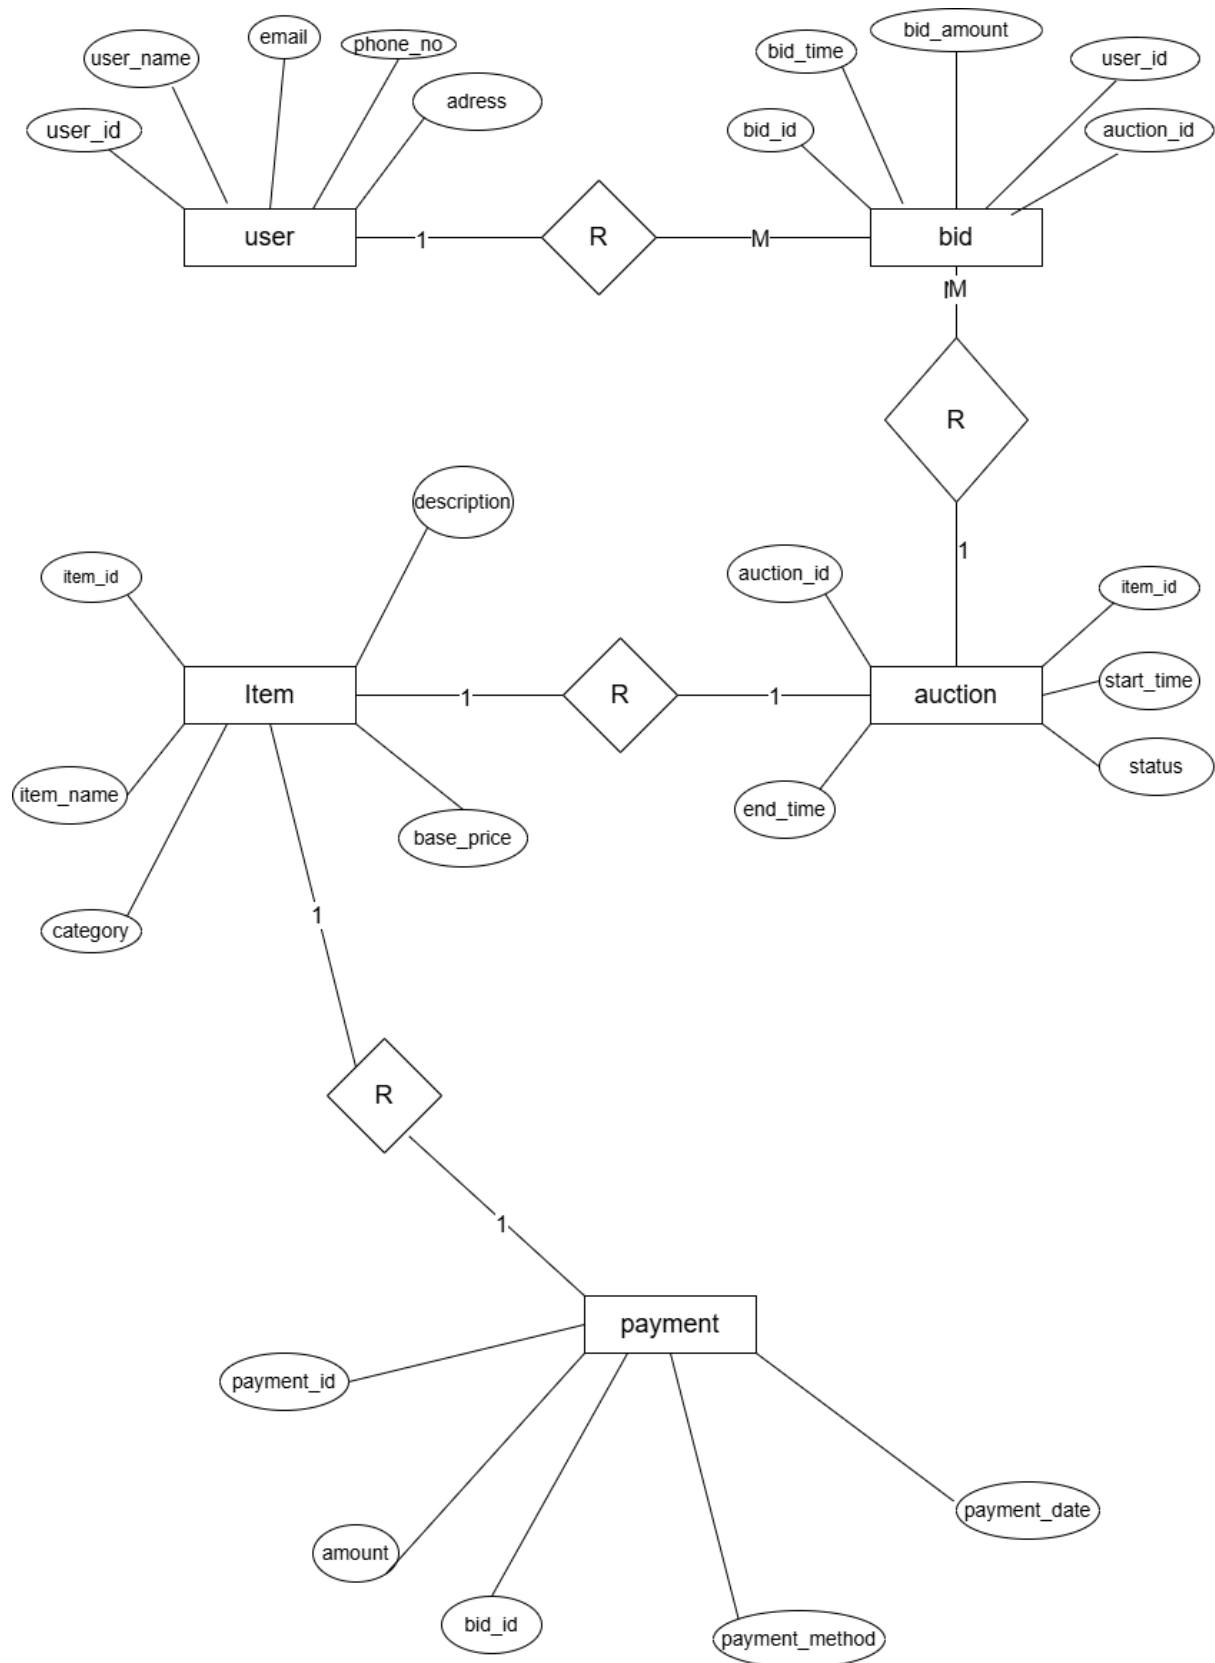 email
phone_no
user_name
adress
user_id
user
1
R
M
bid_amount
bid_time
user_id
bid_id
auction_id
bid
M
R
1
description
item_id
auction_id
item_id
Item
1
R
1
auction
start_time
status
item_name
end_time
base_price
category
1
R
1
payment
payment_id
payment_date
amount
bid_id
payment_method